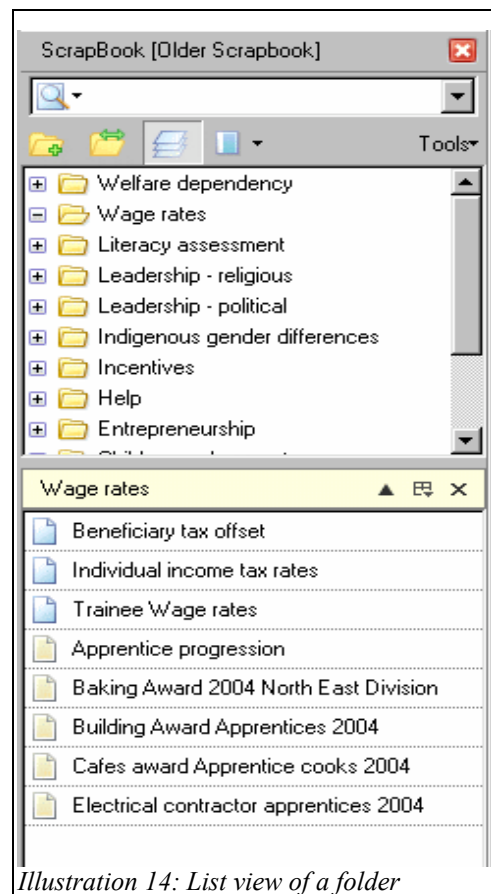 ScrapBook [Older Scrapbook]
Tools
Welfare dependency
Wage rates
Literacy assessment
Leadership - religious
Leadership - political
Indigenous gender differences
Incentives
Help
Entrepreneurship
Wage rates
Beneficiary tax offset
Individual income tax rates
Trainee Wage rates
Apprentice progression
Baking Award 2004 North East Division
Building Award Apprentices 2004
Cafes award Apprentice cooks 2004
Electrical contractor apprentices 2004
Illustration 14: List view of a folder